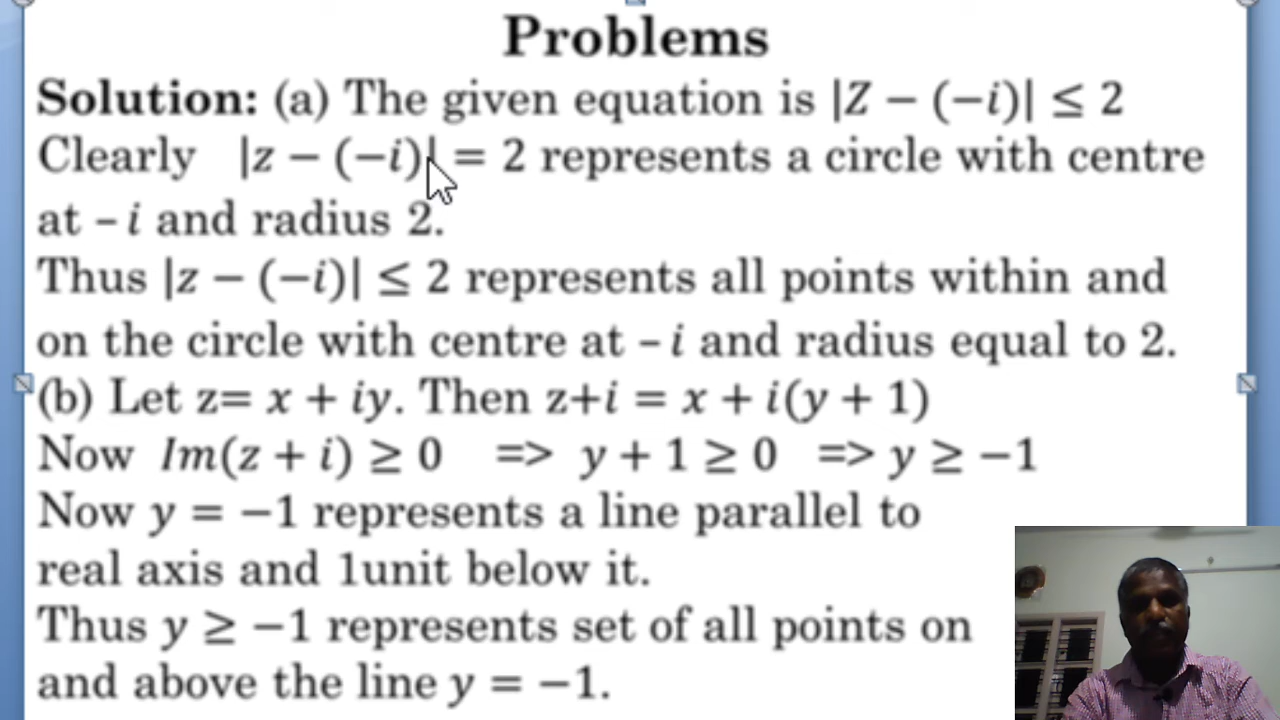 Problems
Solution: (a) The given equation is |Z − (−i)| ≤ 2
Clearly |z − (−i)| = 2 represents a circle with centre
at – i and radius 2.
Thus |z − (−i)| ≤ 2 represents all points within and
on the circle with centre at – i and radius equal to 2.
(b) Let z= x + iy. Then z+i = x + i(y + 1)
Now Im(z + i) ≥ 0 => y + 1 ≥ 0 => y ≥ −1
Now y = −1 represents a line parallel to
real axis and 1unit below it.
Thus y ≥ −1 represents set of all points on
and above the line y = −1.